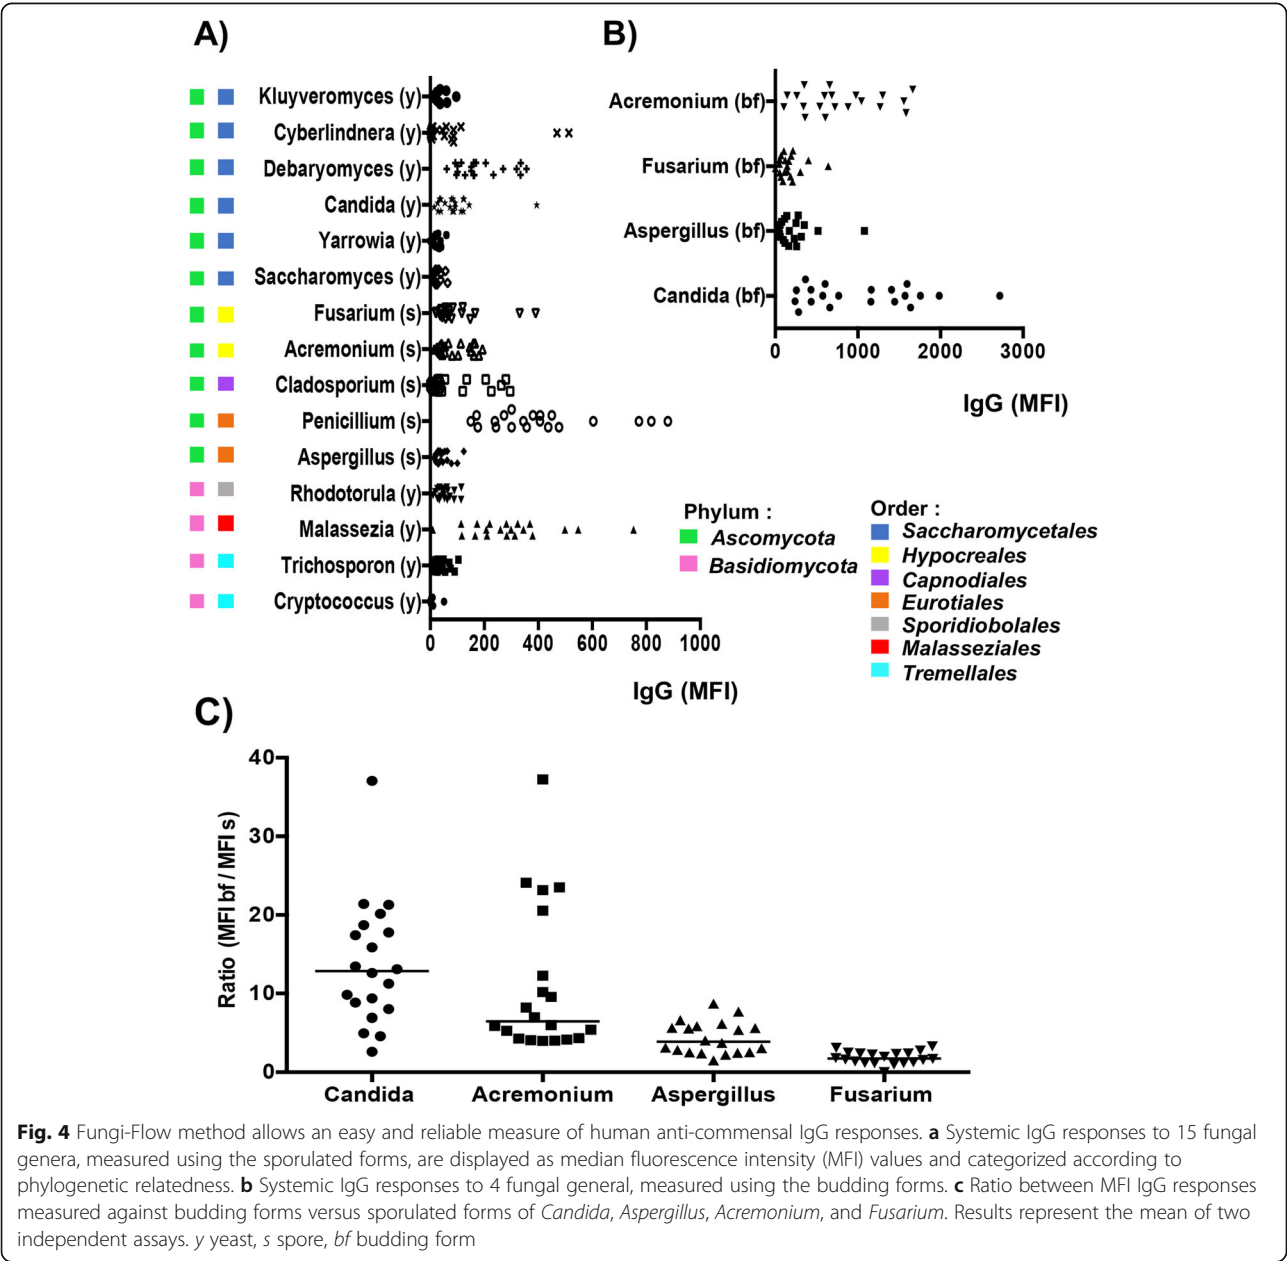 A)
Kluyveromyces (y)
Cyberlindnera (y)
Debaryomyces (y)
Candida (y)
Yarrowia (y)
Saccharomyces (y)
Fusarium (s)
Acremonium (s)
Cladosporium (s)
Penicillium (s)
Aspergillus (s)
Rhodotorula (y)
Malassezia (y)
Trichosporon (y)
Cryptococcus (y)
0 200 400 600 800 1000
IgG (MFI)
B)
Acremonium (bf)
Fusarium (bf)
Aspergillus (bf)
Candida (bf)
0 1000 2000 3000
IgG (MFI)
Phylum :
Ascomycota
Basidiomycota
Order :
Saccharomycetales
Hypocreales
Capnodiales
Eurotiales
Sporidiobolales
Malasseziales
Tremellales
C)
Ratio (MFI bf / MFI s)
40
30
20
10
0
Candida Acremonium Aspergillus Fusarium
Fig. 4 Fungi-Flow method allows an easy and reliable measure of human anti-commensal IgG responses. a Systemic IgG responses to 15 fungal
genera, measured using the sporulated forms, are displayed as median fluorescence intensity (MFI) values and categorized according to
phylogenetic relatedness. b Systemic IgG responses to 4 fungal general, measured using the budding forms. c Ratio between MFI IgG responses
measured against budding forms versus sporulated forms of Candida, Aspergillus, Acremonium, and Fusarium. Results represent the mean of two
independent assays. y yeast, s spore, bf budding form